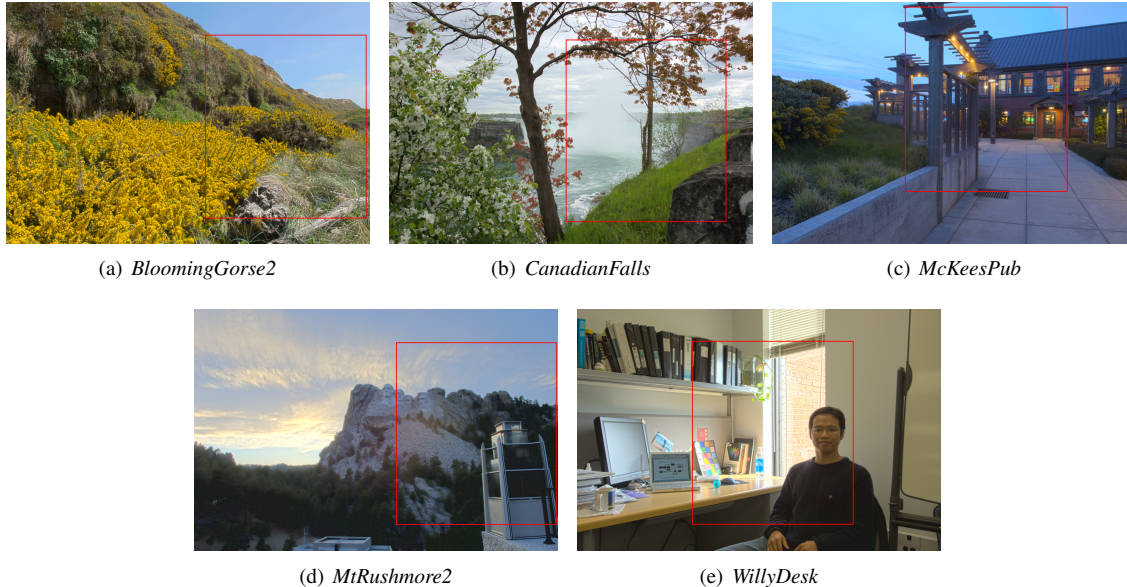 (a) BloomingGorse2
(b) CanadianFalls
(c) McKeesPub
(d) MtRushmore2
(e) WillyDesk